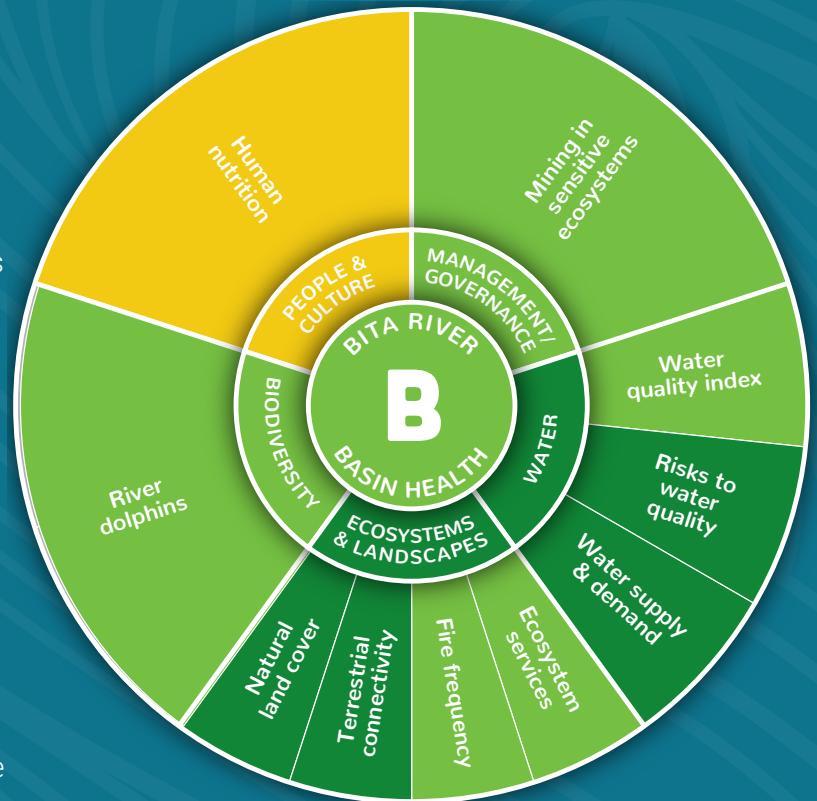 Human
nutrition
Mining in
sensitive
ecosystems
PEOPLE &
CULTURE
MANAGEMENT/
GOVERNANCE
BITA RIVER
B
BASIN HEALTH
Water
quality index
BIODIVERSITY
WATER
Risks to
water
quality
River
dolphins
ECOSYSTEMS
& LANDSCAPES
Water supply
& demand
Natural
land cover
Terrestrial
connectivity
Fire frequency
Ecosystem
services